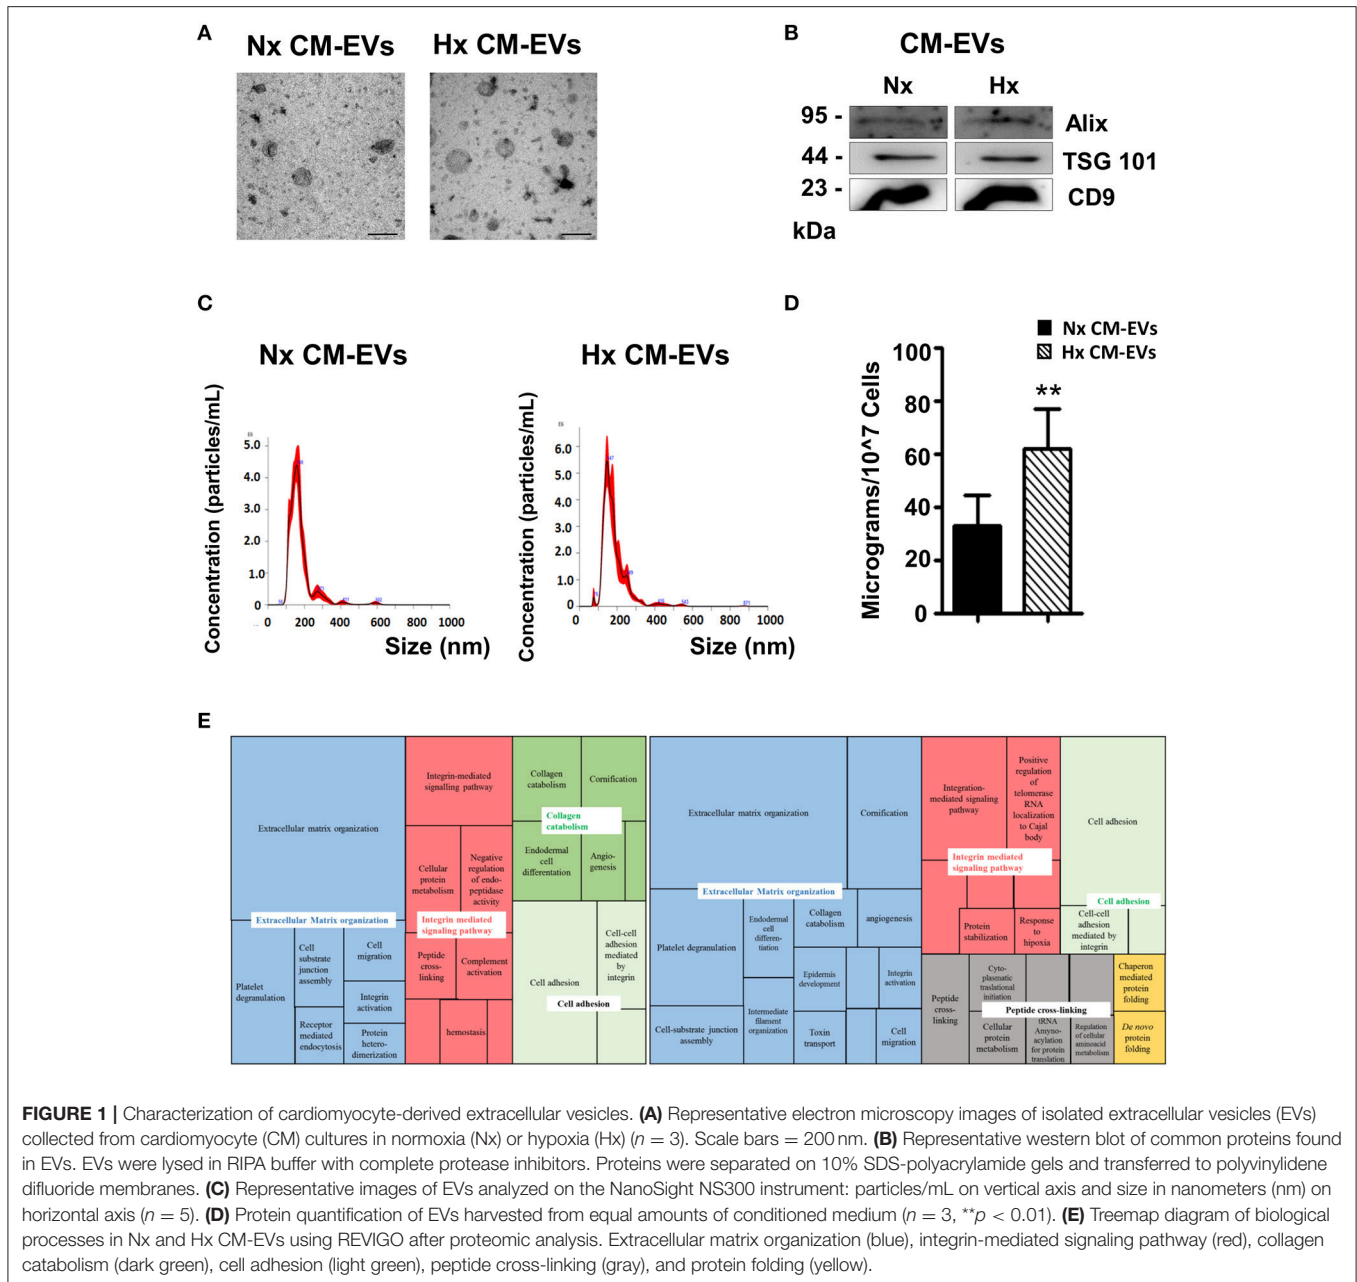 A
Nx CM-EVs
Hx CM-EVs
B
CM-EVs
Nx
Hx
95 -
Alix
44 -
TSG 101
23 -
CD9
kDa
C
Nx CM-EVs
Concentration (particles/mL)
E6
5.0
4.0
3.0
2.0
1.0
0
0 200 400 600 800 1000
Size (nm)
Hx CM-EVs
Concentration (particles/mL)
E6
6.0
5.0
4.0
3.0
2.0
1.0
0
0 200 400 600 800 1000
Size (nm)
D
Nx CM-EVs
Hx CM-EVs
Micrograms/10^7 Cells
100
80
60
40
20
0
**
E
Extracellular matrix organization
Extracellular Matrix organization
Platelet
degranulation
Cell
substrate
junction
assembly
Cell
migration
Integrin
activation
Receptor
mediated
endocytosis
Protein
hetero-
dimerization
Integrin-mediated
signalling pathway
Cellular
protein
metabolism
Negative
regulation
of endo-
peptidase
activity
Integrin mediated
signaling pathway
Peptide
cross-
linking
Complement
activation
hemostasis
Collagen
catabolism
Cornification
Collagen
catabolism
Endodermal
cell
differentation
Angio-
genesis
Cell adhesion
Cell-cell
adhesion
mediated
by
integrin
Cell adhesion
Extracellular matrix organization
Cornification
Extracellular Matrix organization
Platelet degranulation
Endodermal
cell
differen-
tiation
Collagen
catabolism
angiogenesis
Epidermis
development
Integrin
activation
Cell-substrate junction
assembly
Intermediate
filament
organization
Toxin
transport
Cell
migration
Integration-
mediated signaling
pathway
Positive
regulation
of
telomerase
RNA
localization
to Cajal
body
Integrin mediated
signaling pathway
Protein
stabilization
Response
to
hipoxia
Cell adhesion
Cell adhesion
Cell-cell
adhesion
mediated by
integrin
Peptide
cross-
linking
Cyto-
plasmatic
traslational
initiation
Peptide cross-linking
Cellular
protein
metabolism
tRNA
Amyno-
acylation
for protein
translation
Regulation
of cellular
aminoacid
metabolism
Chaperon
mediated
protein
folding
De novo
protein
folding
FIGURE 1 | Characterization of cardiomyocyte-derived extracellular vesicles. (A) Representative electron microscopy images of isolated extracellular vesicles (EVs)
collected from cardiomyocyte (CM) cultures in normoxia (Nx) or hypoxia (Hx) (n = 3). Scale bars = 200 nm. (B) Representative western blot of common proteins found
in EVs. EVs were lysed in RIPA buffer with complete protease inhibitors. Proteins were separated on 10% SDS-polyacrylamide gels and transferred to polyvinylidene
difluoride membranes. (C) Representative images of EVs analyzed on the NanoSight NS300 instrument: particles/mL on vertical axis and size in nanometers (nm) on
horizontal axis (n = 5). (D) Protein quantification of EVs harvested from equal amounts of conditioned medium (n = 3, **p < 0.01). (E) Treemap diagram of biological
processes in Nx and Hx CM-EVs using REVIGO after proteomic analysis. Extracellular matrix organization (blue), integrin-mediated signaling pathway (red), collagen
catabolism (dark green), cell adhesion (light green), peptide cross-linking (gray), and protein folding (yellow).